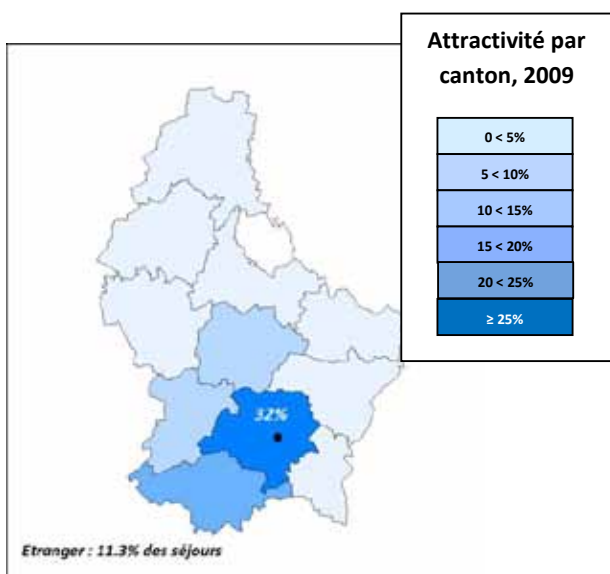 Attractivité par
canton, 2009
0 < 5%
5 < 10%
10 < 15%
15 < 20%
20 < 25%
≥ 25%
32%
Etranger : 11.3% des séjours